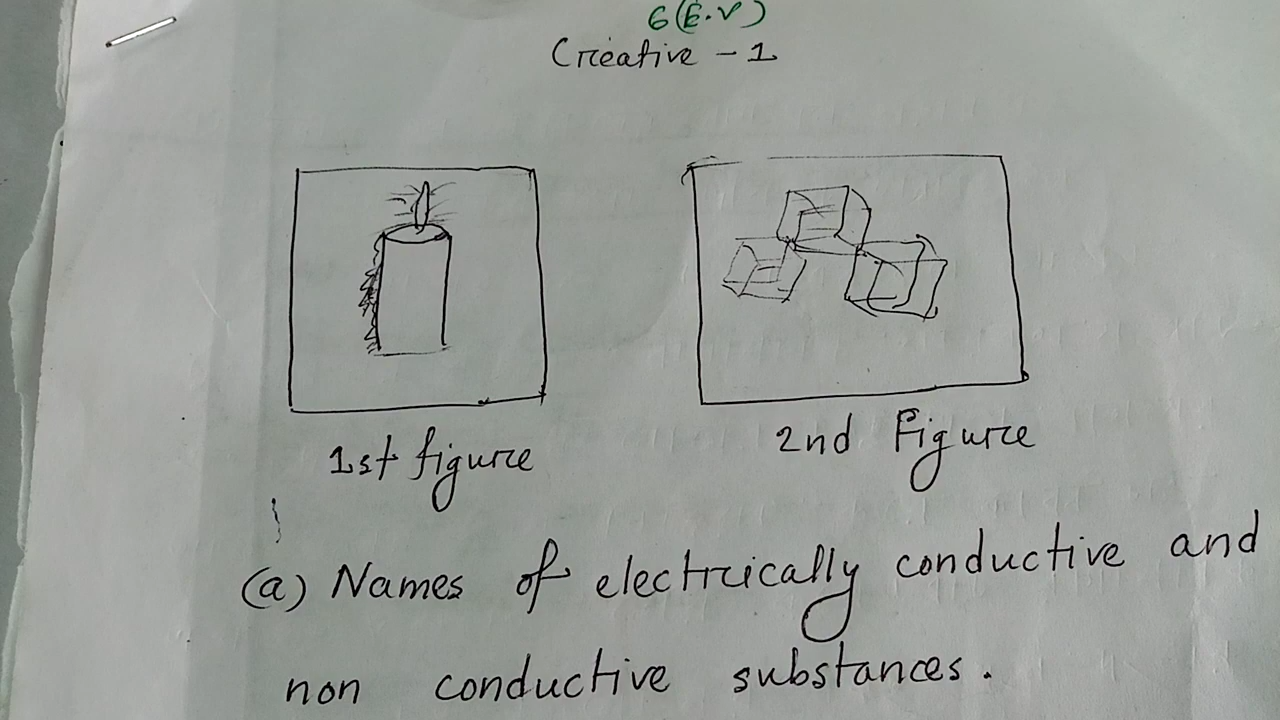 6(E.V)
Creative - 1
1st figure
2nd Figure
(a) Names of electrically conductive and
non conductive substances.